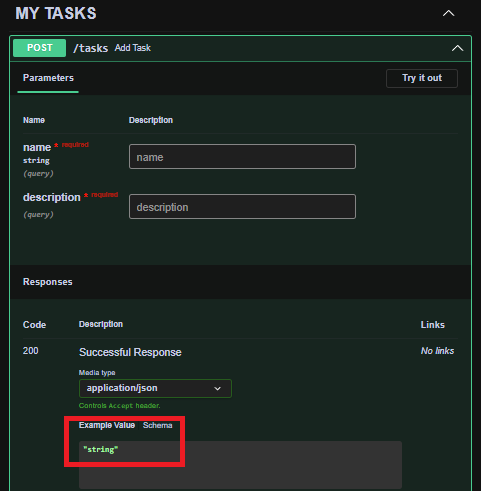 MY TASKS
POST /tasks Add Task
Parameters Try it out
Name Description
name * required
string
(query)
name
description * required
(query)
description
Responses
Code Description Links
200 Successful Response No links
Media type
application/json
Controls Accept header.
Example Value Schema
"string"